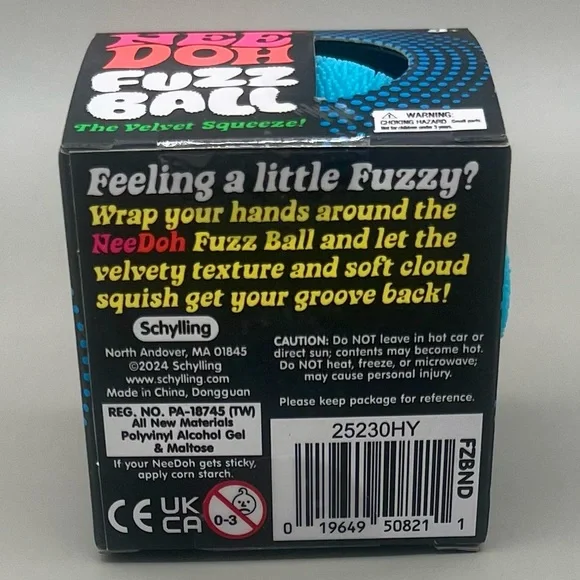 NEE
DOH
FUZZ
BALL
The Velvet Squeeze!
WARNING:
CHOKING HAZARD Small parts
Not for children under 3 years.
Feeling a little Fuzzy?
Wrap your hands around the
NeeDoh Fuzz Ball and let the
velvety texture and soft cloud
squish get your groove back!
Schylling
North Andover, MA 01845
©2024 Schylling
www.schylling.com
Made in China, Dongguan
REG. NO. PA-18745 (TW)
All New Materials
Polyvinyl Alcohol Gel
& Maltose
If your NeeDoh gets sticky,
apply corn starch.
CE UK
CA
0-3
CAUTION: Do NOT leave in hot car or
direct sun; contents may become hot.
Do NOT heat, freeze, or microwave;
may cause personal injury.
Please keep package for reference.
25230HY
0 19649 50821 1
FZBND